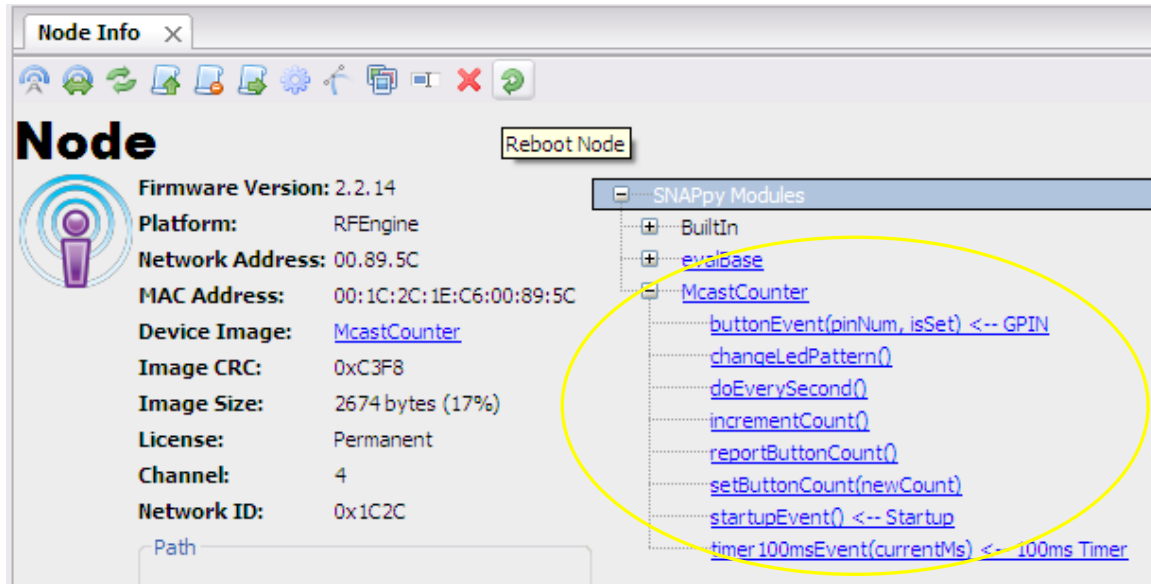 Node Info
Reboot Node
Node
Firmware Version: 2.2.14
Platform: RFEngine
Network Address: 00.89.5C
MAC Address: 00:1C:2C:1E:C6:00:89:5C
Device Image: McastCounter
Image CRC: 0xC3F8
Image Size: 2674 bytes (17%)
License: Permanent
Channel: 4
Network ID: 0x1C2C
Path
SNAPpy Modules
BuiltIn
evalBase
McastCounter
buttonEvent(pinNum, isSet) <-- GPIN
changeLedPattern()
doEverySecond()
incrementCount()
reportButtonCount()
setButtonCount(newCount)
startupEvent() <-- Startup
timer100msEvent(currentMs) <-- 100ms Timer